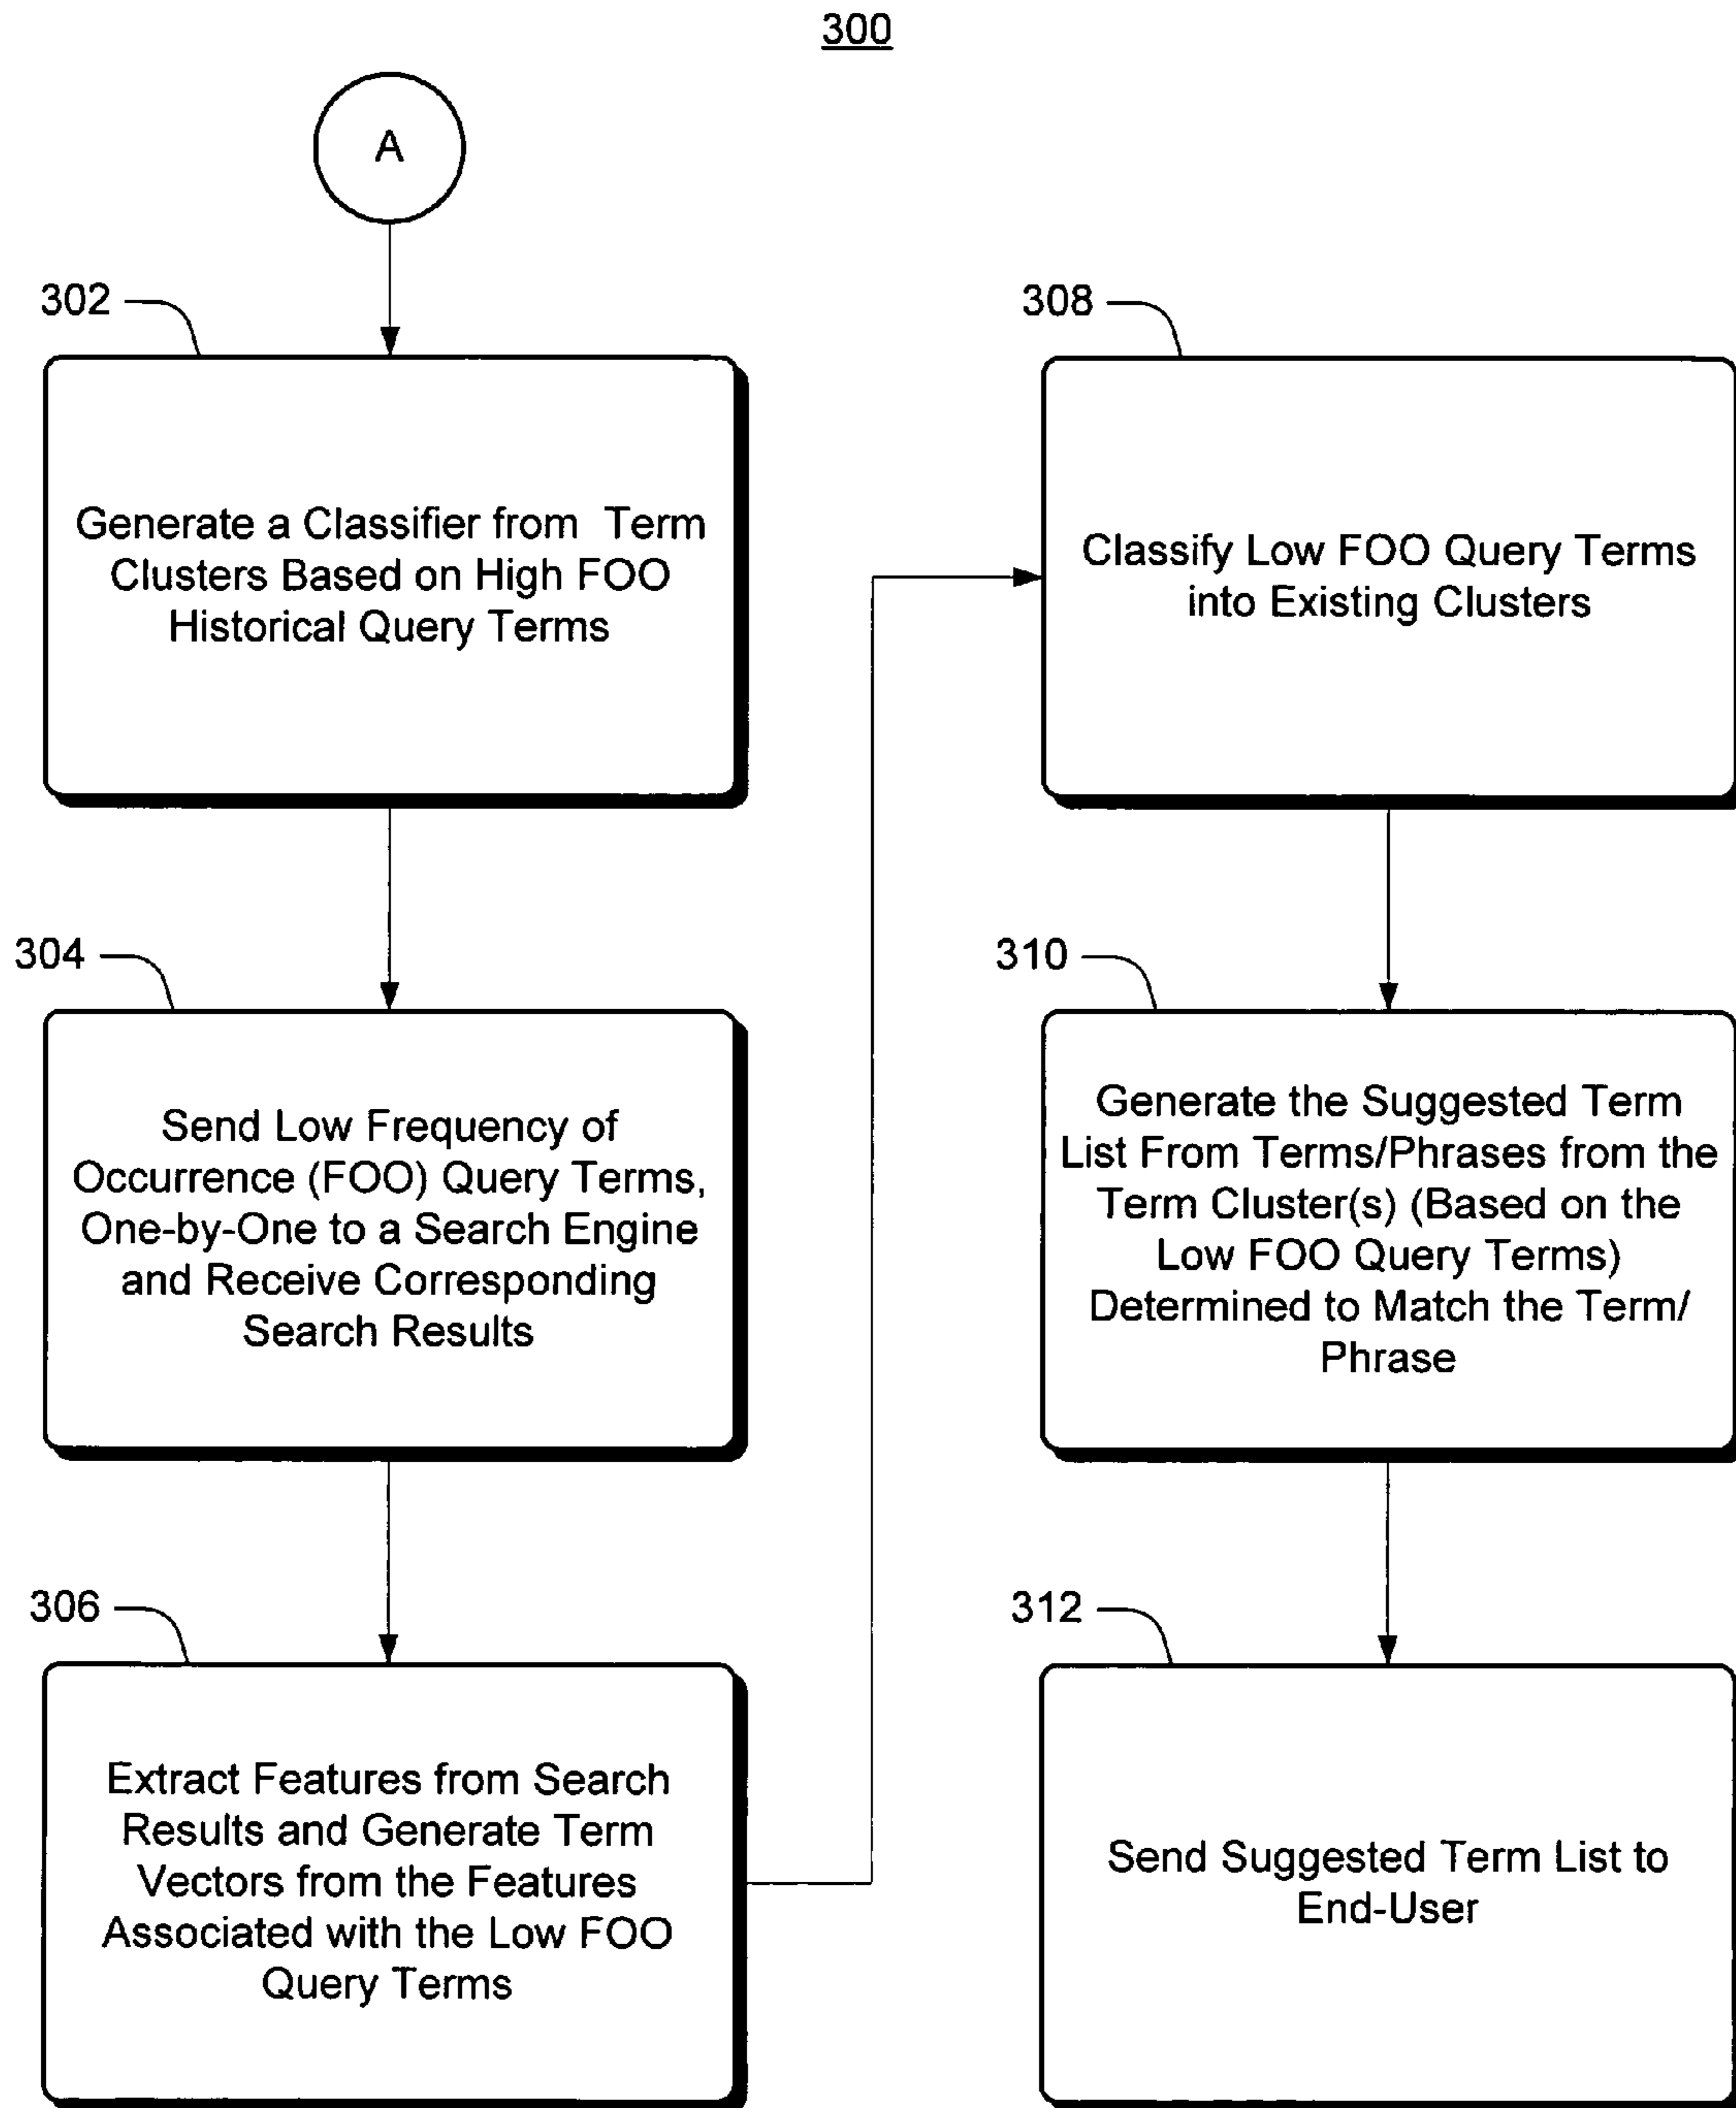 300
A
302
Generate a Classifier from Term
Clusters Based on High FOO
Historical Query Terms
304
Send Low Frequency of
Occurrence (FOO) Query Terms,
One-by-One to a Search Engine
and Receive Corresponding
Search Results
306
Extract Features from Search
Results and Generate Term
Vectors from the Features
Associated with the Low FOO
Query Terms
308
Classify Low FOO Query Terms
into Existing Clusters
310
Generate the Suggested Term
List From Terms/Phrases from the
Term Cluster(s) (Based on the
Low FOO Query Terms)
Determined to Match the Term/
Phrase
312
Send Suggested Term List to
End-User